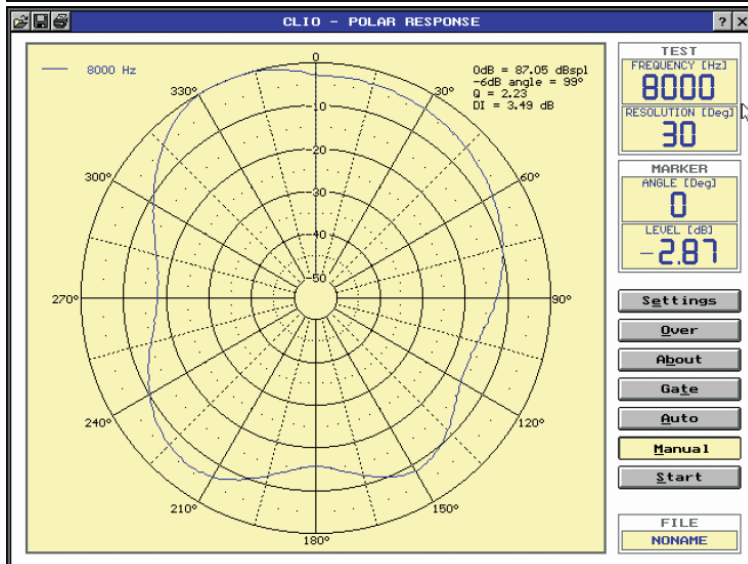 CLIO - POLAR RESPONSE
? ×
8000 Hz
0dB = 87.05 dBspl
-6dB angle = 99°
Q = 2.23
DI = 3.49 dB
0
30°
60°
90°
120°
150°
180°
210°
240°
270°
300°
330°
-10
-20
-30
-40
-50
TEST
FREQUENCY [Hz]
8000
RESOLUTION [Deg]
30
MARKER
ANGLE [Deg]
0
LEVEL [dB]
-2.87
Settings
Over
About
Gate
Auto
Manual
Start
FILE
NONAME